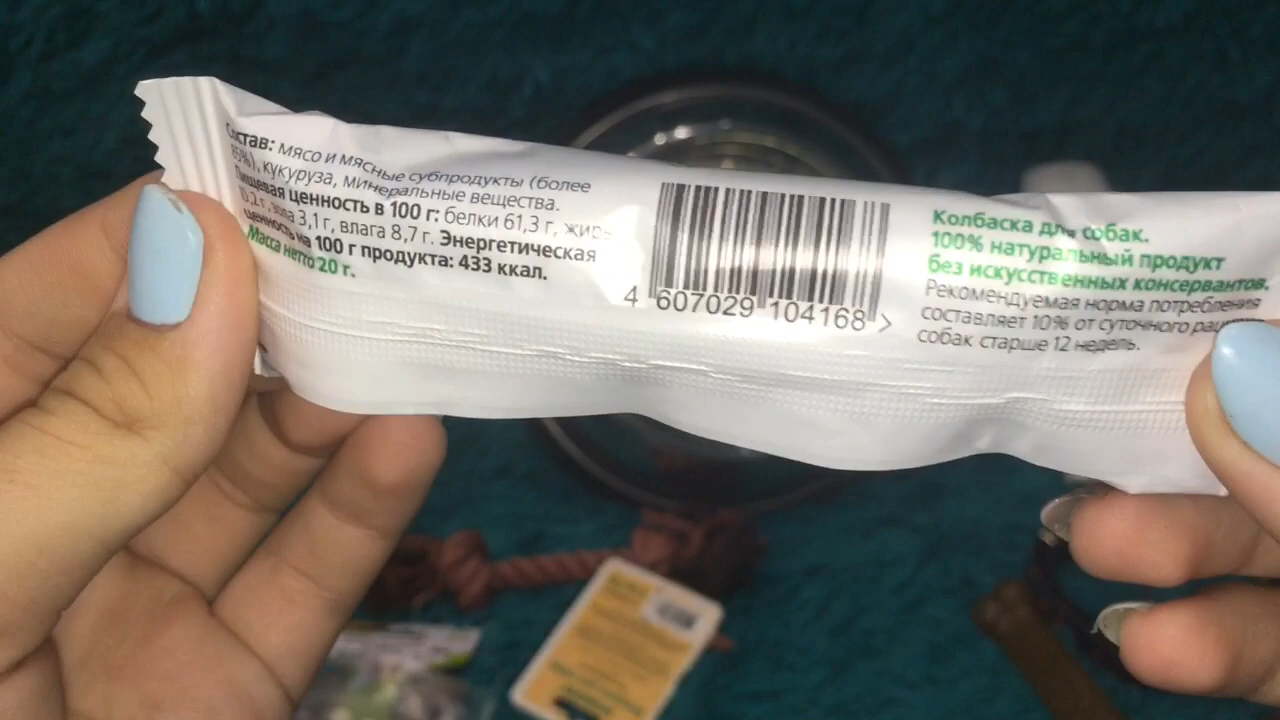 Состав: мясо и мясные субпродукты (более
85%), кукуруза, минеральные вещества.
Пищевая ценность в 100 г: белки 61,3 г, жир
зола 3,1 г, влага 8,7 г. Энергетическая
ценность на 100 г продукта: 433 ккал.
Масса нетто 20 г.
4 607029 104168 >
Колбаска для собак.
100% натуральный продукт
без искусственных консервантов.
Рекомендуемая норма потребления
составляет 10% от суточного
собак старше 12 недель.